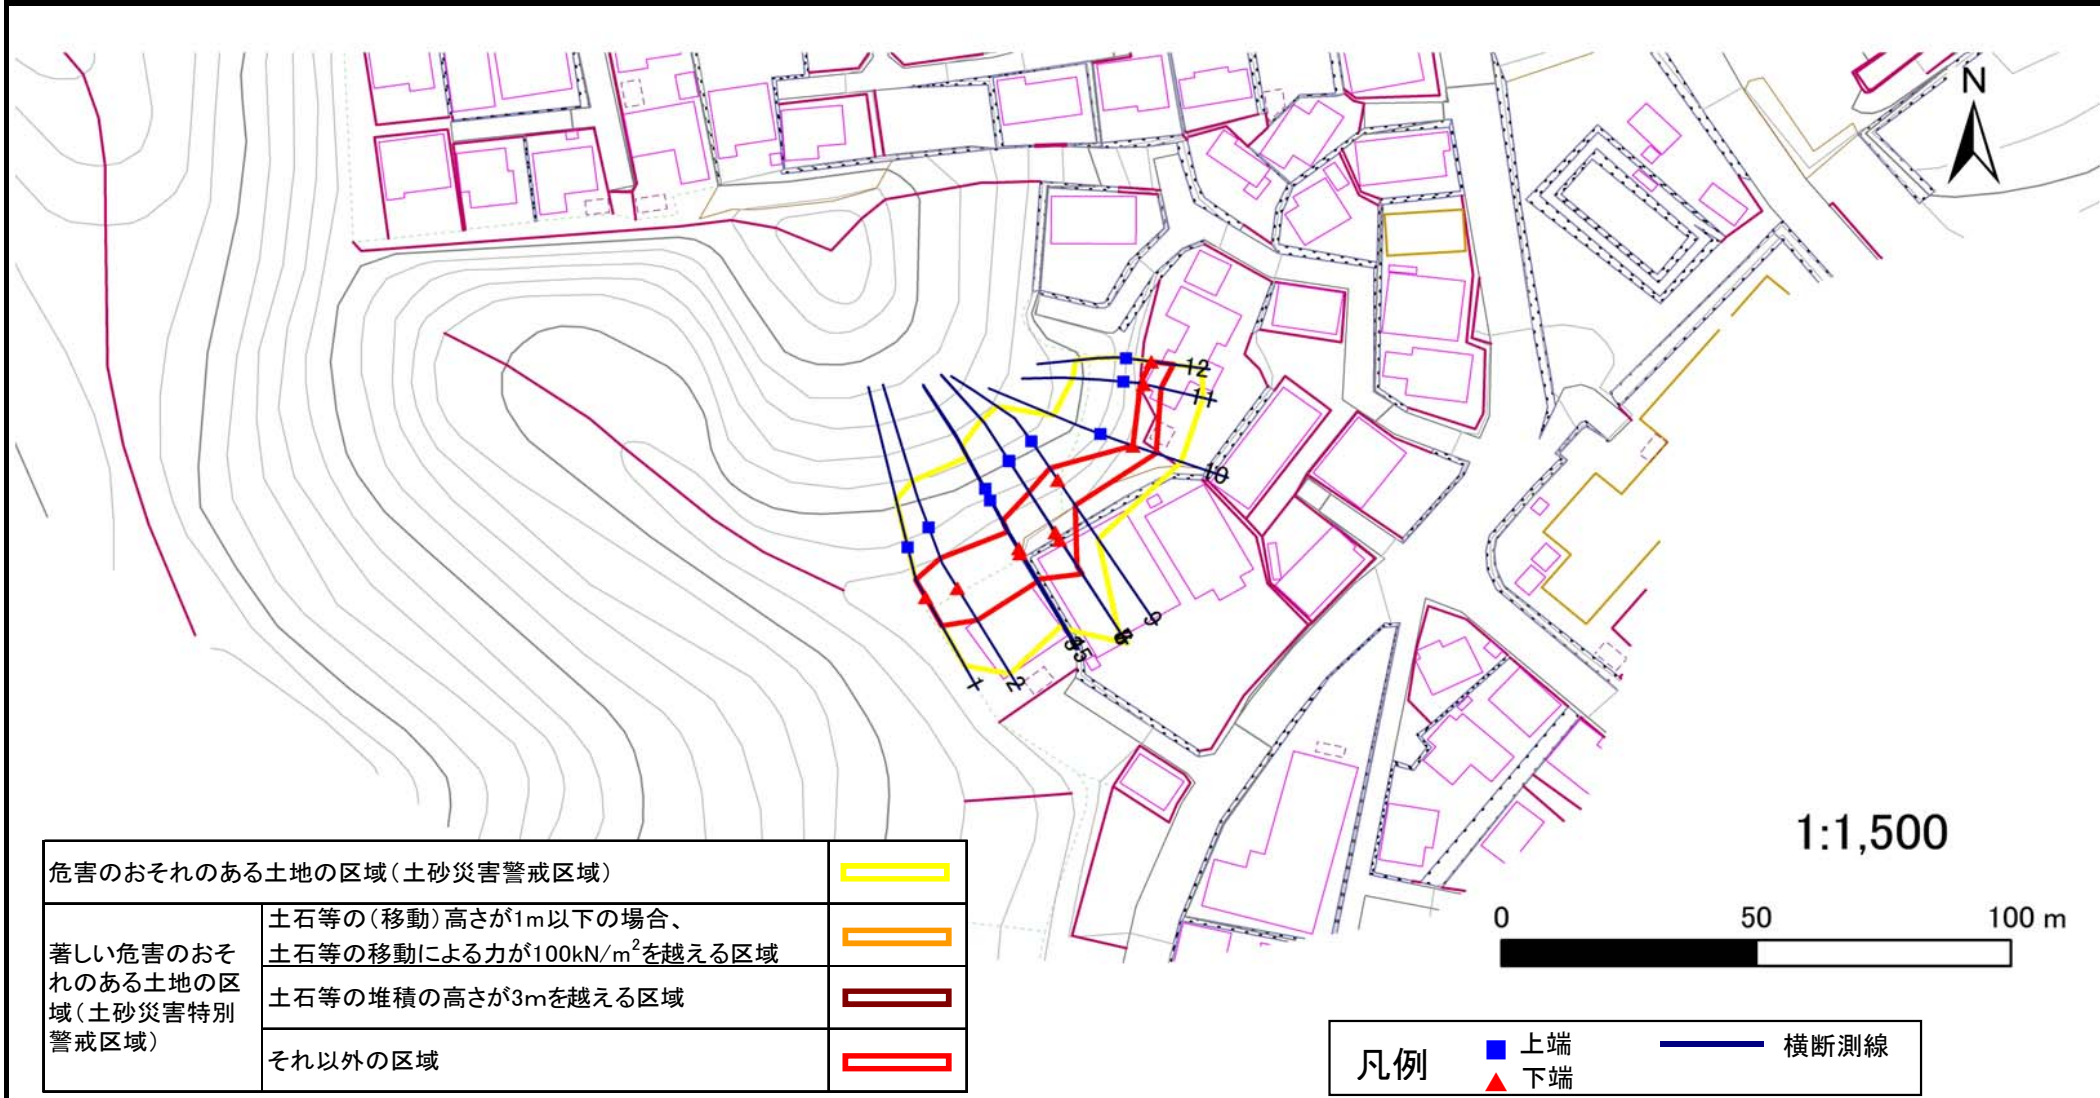 N
12
11
10
9
1
2
5
1:1,500
0 50 100 m
危害のおそれのある土地の区域(土砂災害警戒区域)
著しい危害のおそ
れのある土地の区
域(土砂災害特別
警戒区域)
土石等の(移動)高さが1m以下の場合、
土石等の移動による力が100kN/m²を越える区域
土石等の堆積の高さが3mを越える区域
それ以外の区域
凡例
上端
下端
横断測線